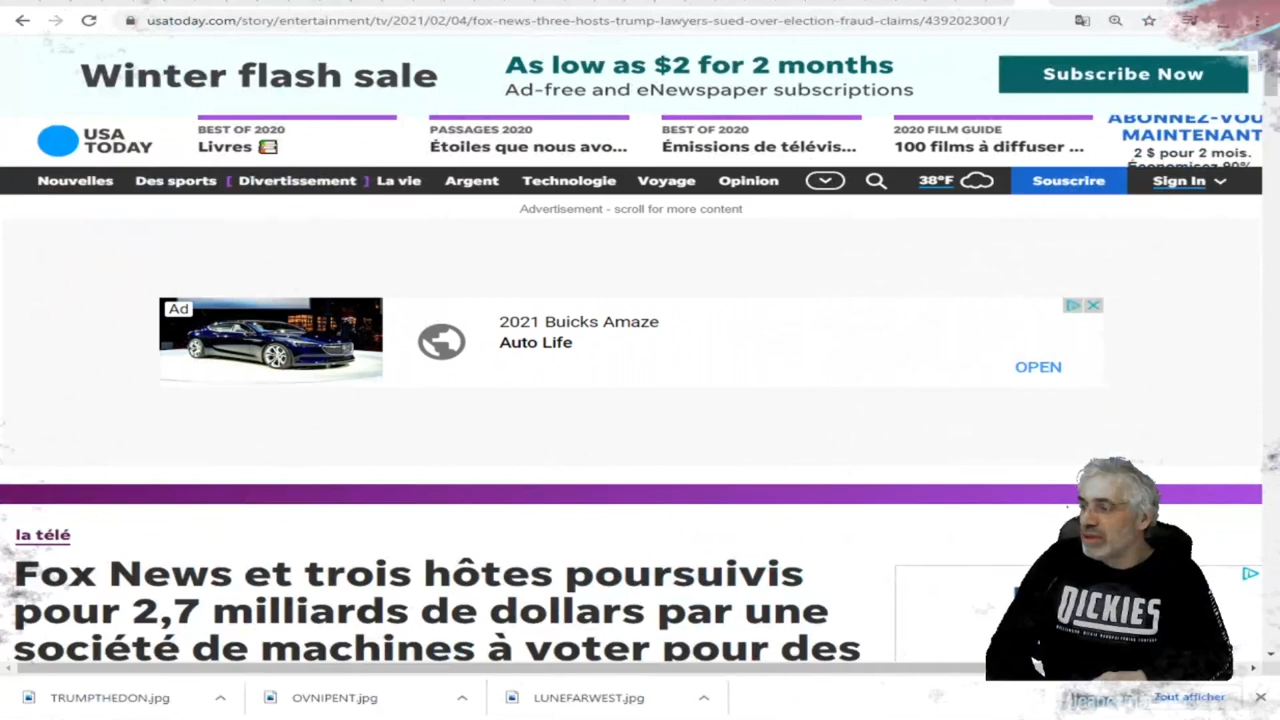 usatoday.com/story/entertainment/tv/2021/02/04/fox-news-three-hosts-trump-lawyers-sued-over-election-fraud-claims/4392023001/
Winter flash sale
As low as $2 for 2 months
Ad-free and eNewspaper subscriptions
Subscribe Now
USA
TODAY
BEST OF 2020
Livres
PASSAGES 2020
Étoiles que nous avo...
BEST OF 2020
Émissions de télévis...
2020 FILM GUIDE
100 films à diffuser ...
ABONNEZ-VOU
MAINTENANT
2 $ pour 2 mois.
Économisez 90%
Nouvelles Des sports [ Divertissement ] La vie Argent Technologie Voyage Opinion 38°F Souscrire Sign In
Advertisement - scroll for more content
Ad
2021 Buicks Amaze
Auto Life
OPEN
la télé
Fox News et trois hôtes poursuivis
pour 2,7 milliards de dollars par une
société de machines à voter pour des
DICKIES
TRUMPTHEDON.jpg
OVNIPENT.jpg
LUNEFARWEST.jpg
Tout afficher